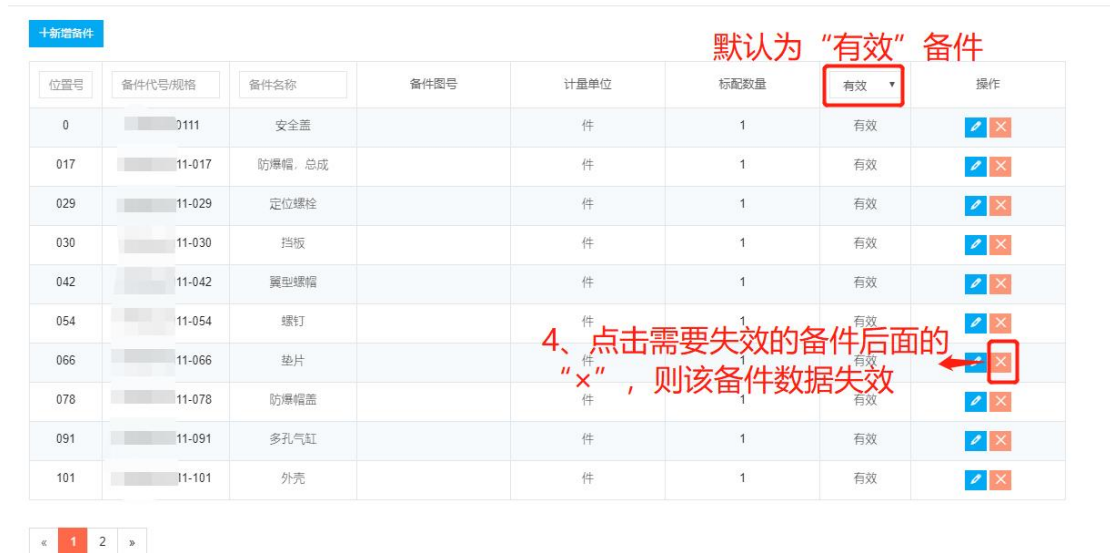 +新增备件
默认为“有效”备件
位置号 备件代号/规格 备件名称 备件图号 计量单位 标配数量 有效 操作
0 0111 安全盖 件 1 有效
017 11-017 防爆帽，总成 件 1 有效
029 11-029 定位螺栓 件 1 有效
030 11-030 挡板 件 1 有效
042 11-042 翼型螺帽 件 1 有效
054 11-054 螺钉 件 1 有效
4、点击需要失效的备件后面的
066 11-066 垫片 件 1 有效
“×”，则该备件数据失效
078 11-078 防爆帽盖 件 1 有效
091 11-091 多孔气缸 件 1 有效
101 11-101 外壳 件 1 有效
« 1 2 »